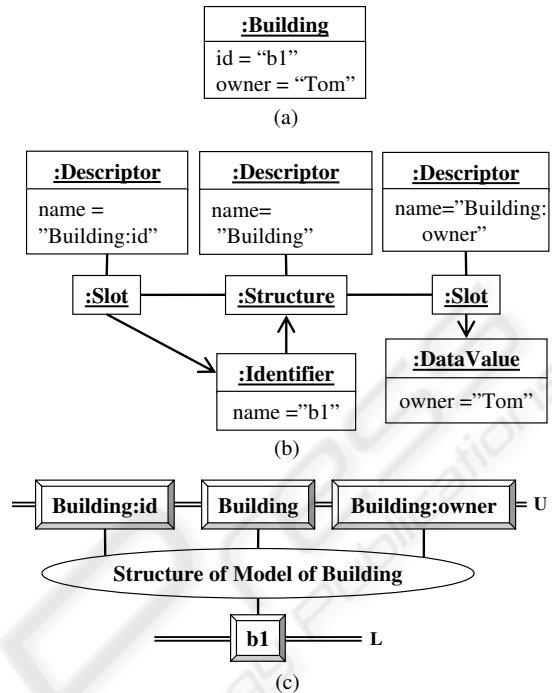 :Building
id = “b1”
owner = “Tom”
(a)
:Descriptor
name =
”Building:id”
:Descriptor
name=
”Building”
:Descriptor
name=”Building:
owner”
:Slot
:Structure
:Slot
:Identifier
name =”b1”
:DataValue
owner =”Tom”
(b)
Building:id
Building
Building:owner
U
Structure of Model of Building
b1
L
(c)